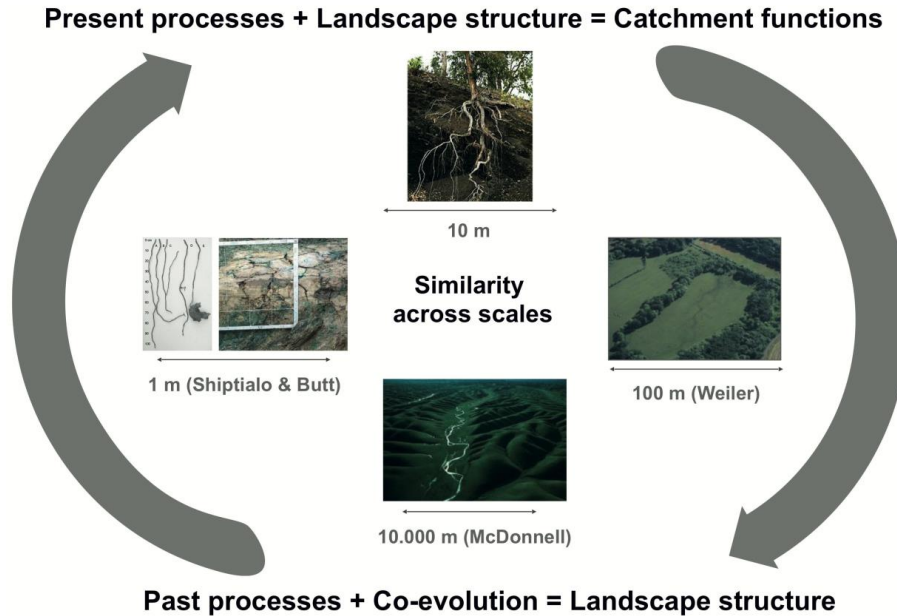 Present processes + Landscape structure = Catchment functions
10 m
Similarity
across scales
1 m (Shiptialo & Butt)
100 m (Weiler)
10.000 m (McDonnell)
Past processes + Co-evolution = Landscape structure